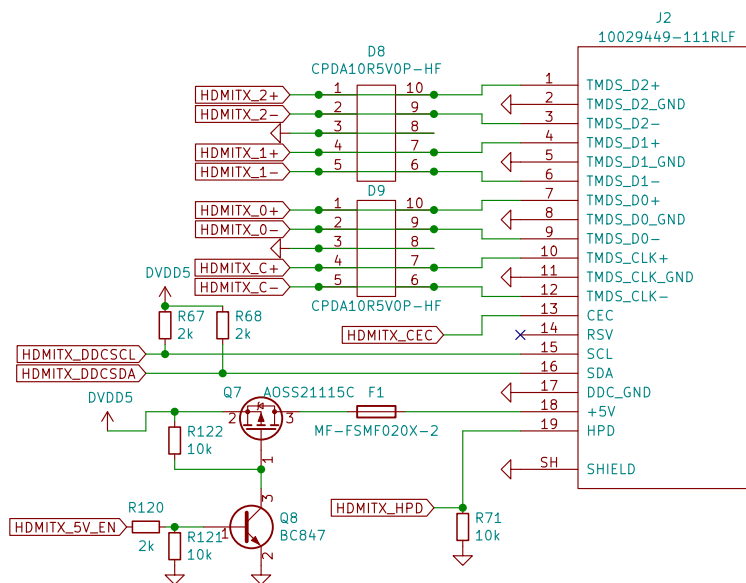 J2
10029449-111RLF
D8
CPDA10R5V0P-HF
HDMITX_2+ 1 10 1 TMDS_D2+
2 TMDS_D2_GND
HDMITX_2- 2 9 3 TMDS_D2-
3 8
HDMITX_1+ 4 7 4 TMDS_D1+
5 TMDS_D1_GND
HDMITX_1- 5 6 6 TMDS_D1-
D9
HDMITX_0+ 1 10 7 TMDS_D0+
8 TMDS_D0_GND
HDMITX_0- 2 9 9 TMDS_D0-
3 8
HDMITX_C+ 4 7 10 TMDS_CLK+
11 TMDS_CLK_GND
HDMITX_C- 5 6 12 TMDS_CLK-
CPDA10R5V0P-HF
DVDD5
R67
2k
R68
2k
HDMITX_CEC 13 CEC
14 RSV
HDMITX_DDCSCL 15 SCL
HDMITX_DDCSDA 16 SDA
17 DDC_GND
18 +5V
19 HPD
SH SHIELD
DVDD5
Q7 AOSS21115C
2 3
1
F1
MF-FSMF020X-2
R122
10k
HDMITX_HPD
R71
10k
R120
HDMITX_5V_EN
2k
R121
10k
3
1
2
Q8
BC847